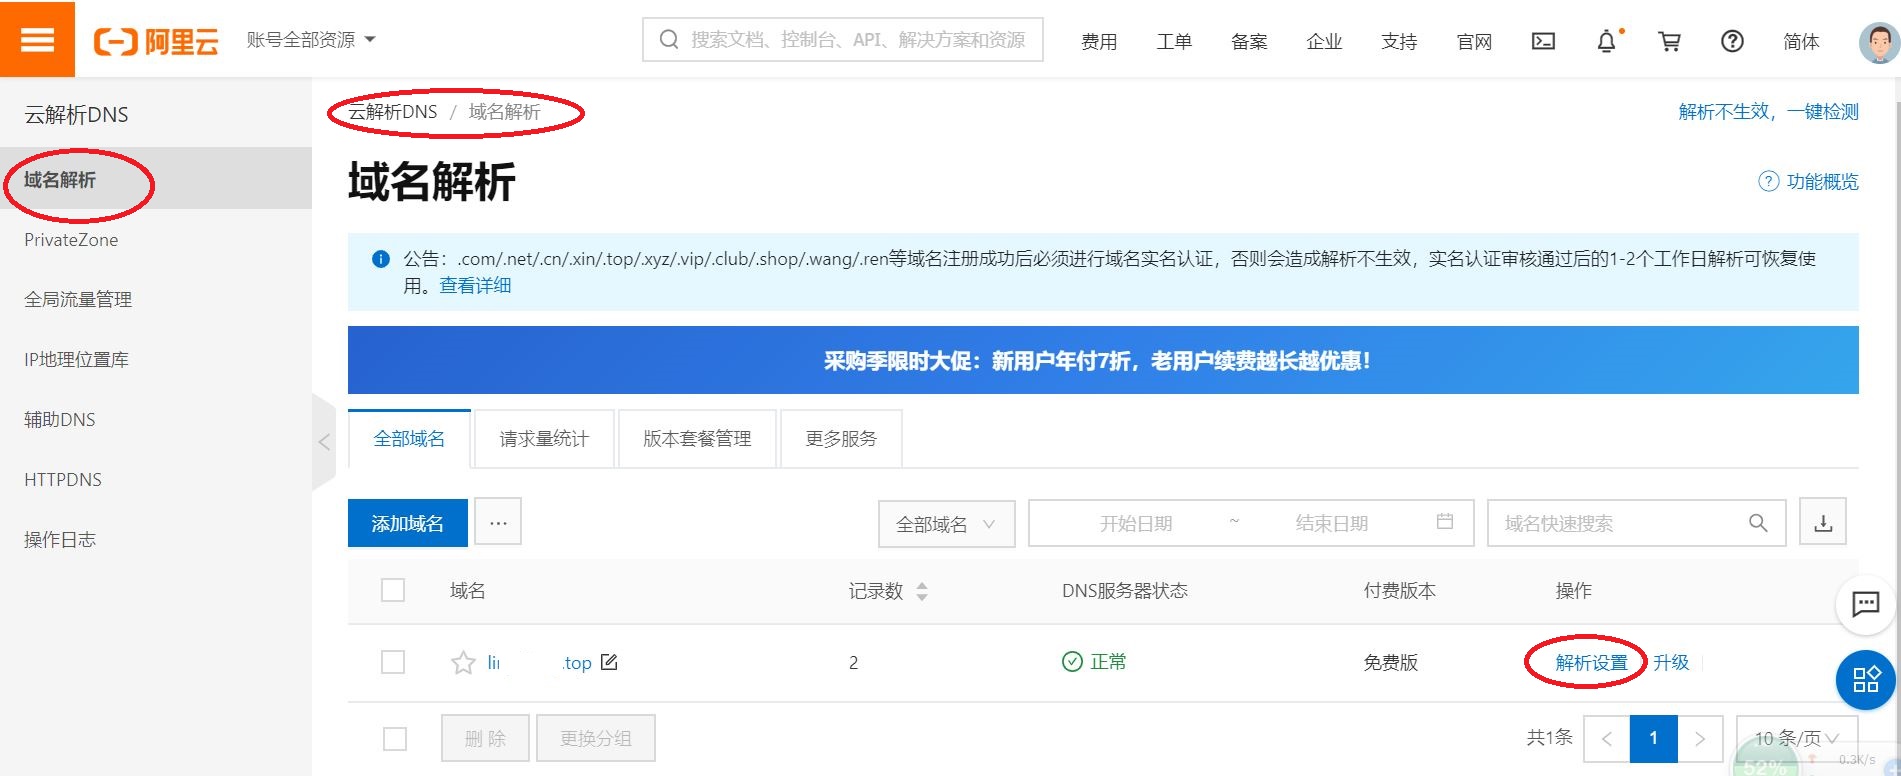 阿里云 账号全部资源 搜索文档、控制台、API、解决方案和资源 费用 工单 备案 企业 支持 官网 简体
云解析DNS
域名解析
PrivateZone
全局流量管理
IP地理位置库
辅助DNS
HTTPDNS
操作日志
云解析DNS / 域名解析 解析不生效，一键检测
域名解析 功能概览
公告：.com/.net/.cn/.xin/.top/.xyz/.vip/.club/.shop/.wang/.ren等域名注册成功后必须进行域名实名认证，否则会造成解析不生效，实名认证审核通过后的1-2个工作日解析可恢复使
用。查看详细
采购季限时大促：新用户年付7折，老用户续费越长越优惠！
全部域名 请求量统计 版本套餐管理 更多服务
添加域名 ... 全部域名 开始日期 ~ 结束日期 域名快速搜索
域名 记录数 DNS服务器状态 付费版本 操作
.top 2 正常 免费版 解析设置 升级
删 除 更换分组 共1条 < 1 > 10 条/页
52% 0.3K/s